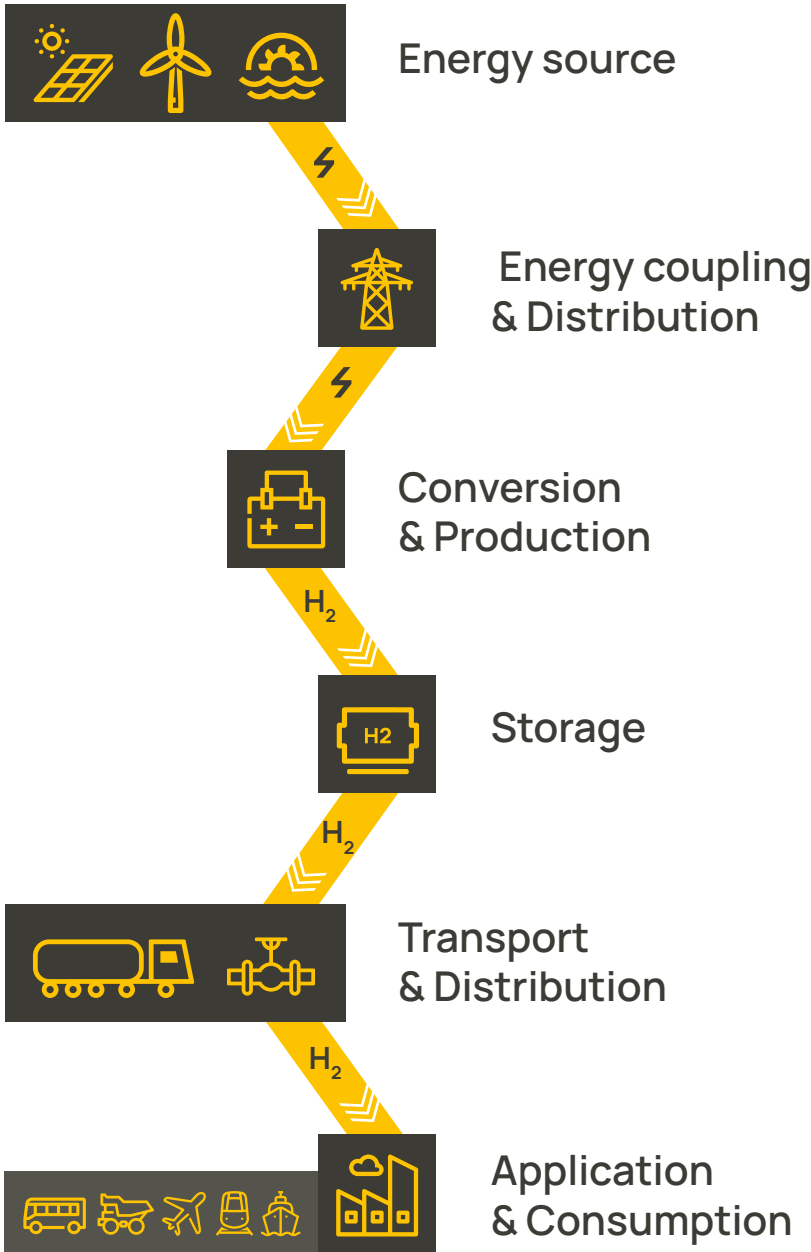 Energy source
Energy coupling
& Distribution
Conversion
& Production
H₂
H2
Storage
H₂
Transport
& Distribution
H₂
Application
& Consumption